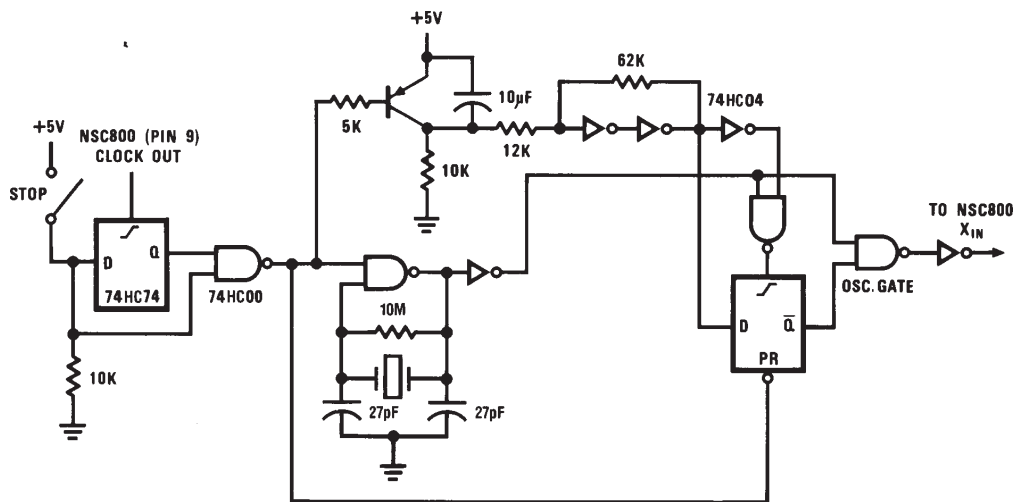 +5V
10µF
62K
74HC04
5K
12K
10K
+5V
NSC800 (PIN 9)
CLOCK OUT
STOP
D
Q
74HC74
74HC00
10K
10M
27pF
27pF
D
Q̅
PR
OSC. GATE
TO NSC800
XIN